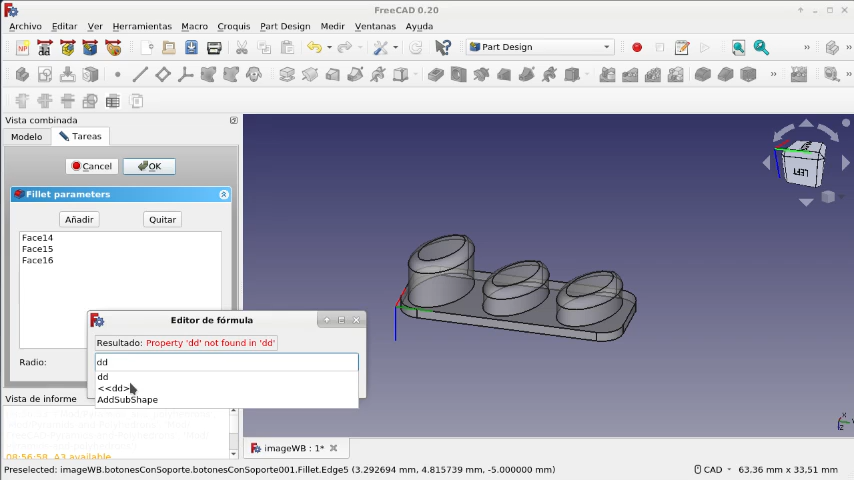 FreeCAD 0.20
Archivo Editar Ver Herramientas Macro Croquis Part Design Medir Ventanas Ayuda
Part Design
Vista combinada
Modelo Tareas
Cancel OK
Fillet parameters
Añadir Quitar
Face14
Face15
Face16
LEFT
Editor de fórmula
Resultado: Property 'dd' not found in 'dd'
Radio:
dd
dd
<<dd>>
AddSubShape
Vista de informe
08:56:58 A3 available
imageWB : 1*
Preselected: imageWB.botonesConSoporte.botonesConSoporte001.Fillet.Edge5 (3.292694 mm, 4.815739 mm, -5.000000 mm)
CAD 63,36 mm x 33,51 mm